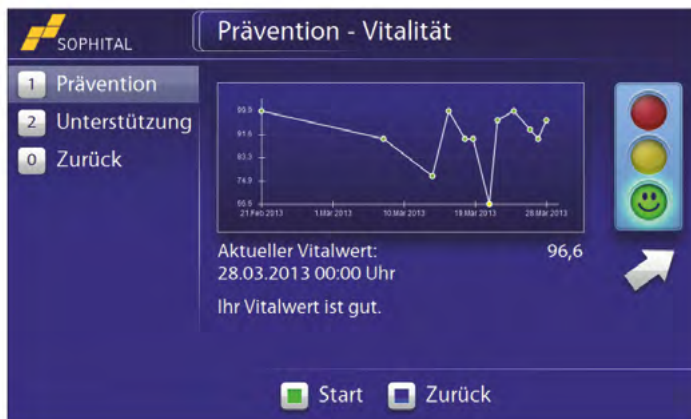 SOPHITAL
Prävention - Vitalität
1 Prävention
2 Unterstützung
0 Zurück
99.9
91.6
83.3
74.9
66.6
21 Feb 2013 1 Mär 2013 10 Mär 2013 19 Mär 2013 28 Mär 2013
Aktueller Vitalwert: 96,6
28.03.2013 00:00 Uhr
Ihr Vitalwert ist gut.
Start Zurück